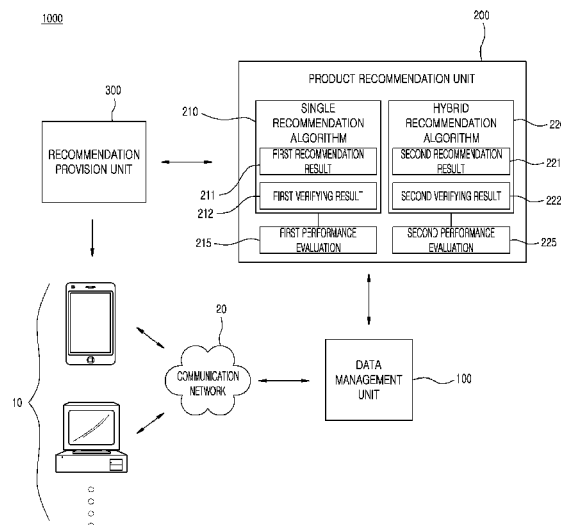 1000
200
PRODUCT RECOMMENDATION UNIT
300
RECOMMENDATION
PROVISION UNIT
210
SINGLE
RECOMMENDATION
ALGORITHM
FIRST RECOMMENDATION
RESULT
211
FIRST VERIFYING RESULT
212
FIRST PERFORMANCE
EVALUATION
215
HYBRID
RECOMMENDATION
ALGORITHM
220
SECOND RECOMMENDATION
RESULT
221
SECOND VERIFYING RESULT
222
SECOND PERFORMANCE
EVALUATION
225
10
20
COMMUNICATION
NETWORK
DATA
MANAGEMENT
UNIT
100